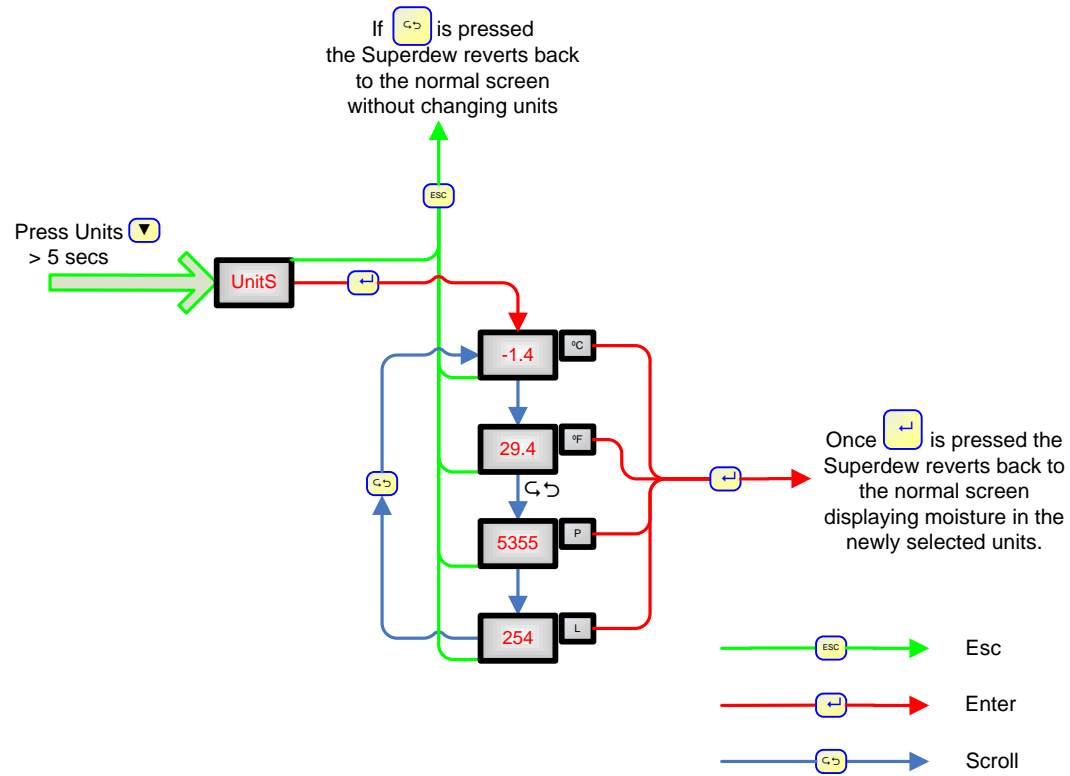 If is pressed
the Superdew reverts back
to the normal screen
without changing units
ESC
Press Units ▼
> 5 secs
UnitS
-1.4
ºC
29.4
ºF
5355
P
254
L
Once is pressed the
Superdew reverts back to
the normal screen
displaying moisture in the
newly selected units.
ESC
Esc
Enter
Scroll